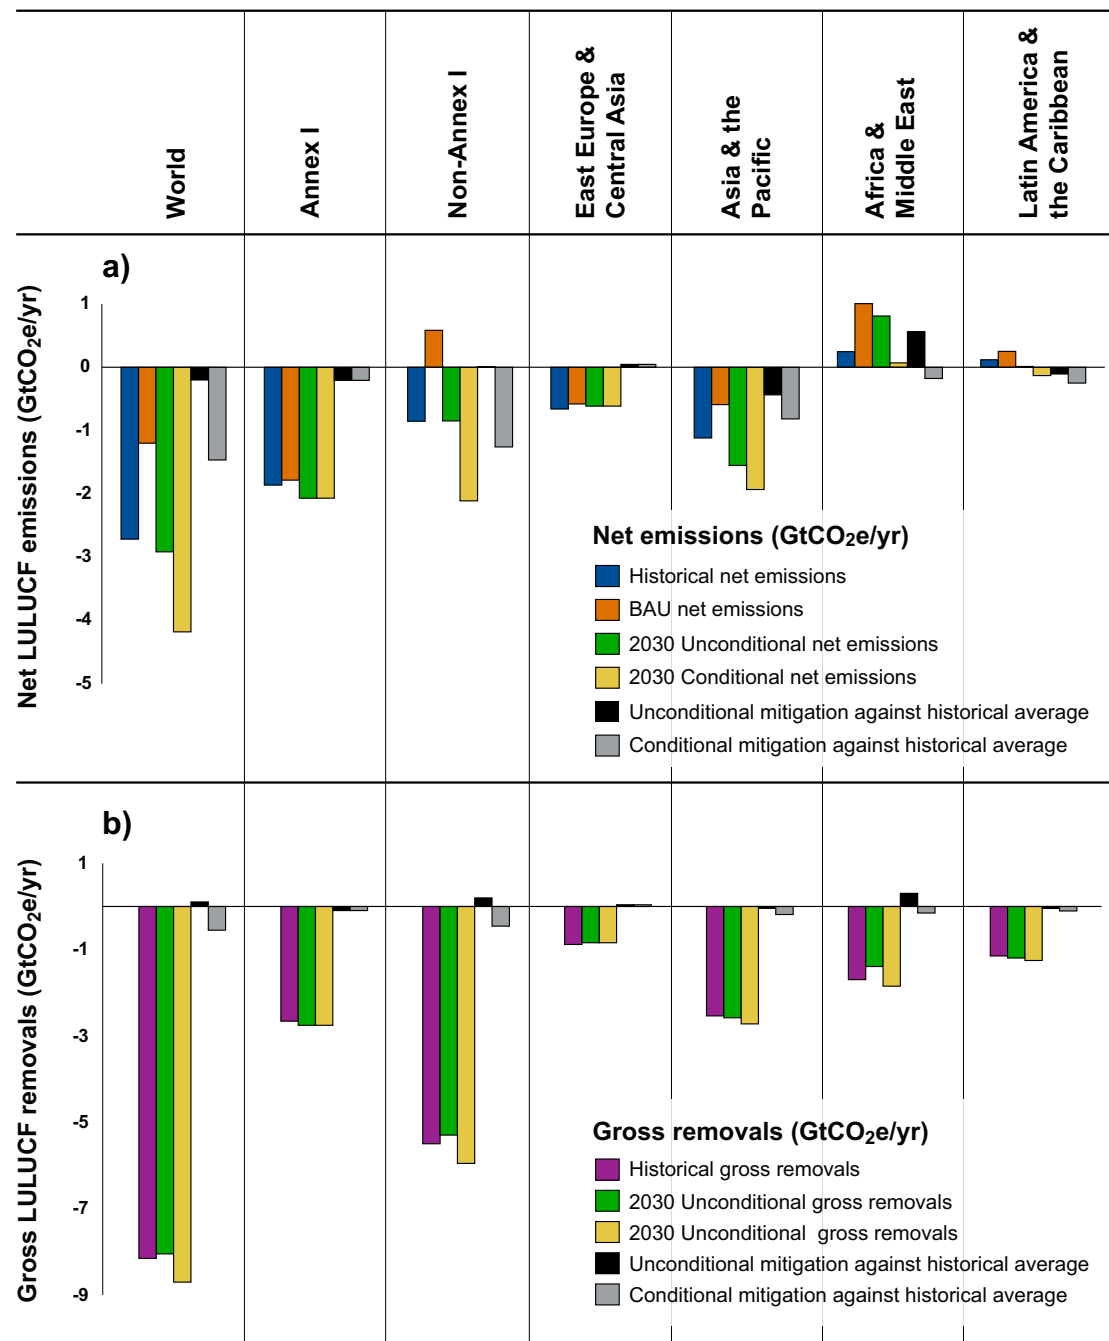 World
Annex I
Non-Annex I
East Europe &
Central Asia
Asia & the
Pacific
Africa &
Middle East
Latin America &
the Caribbean
a)
Net LULUCF emissions (GtCO2e/yr)
1
0
-1
-2
-3
-4
-5
Net emissions (GtCO2e/yr)
Historical net emissions
BAU net emissions
2030 Unconditional net emissions
2030 Conditional net emissions
Unconditional mitigation against historical average
Conditional mitigation against historical average
b)
Gross LULUCF removals (GtCO2e/yr)
1
-1
-3
-5
-7
-9
Gross removals (GtCO2e/yr)
Historical gross removals
2030 Unconditional gross removals
2030 Unconditional gross removals
Unconditional mitigation against historical average
Conditional mitigation against historical average